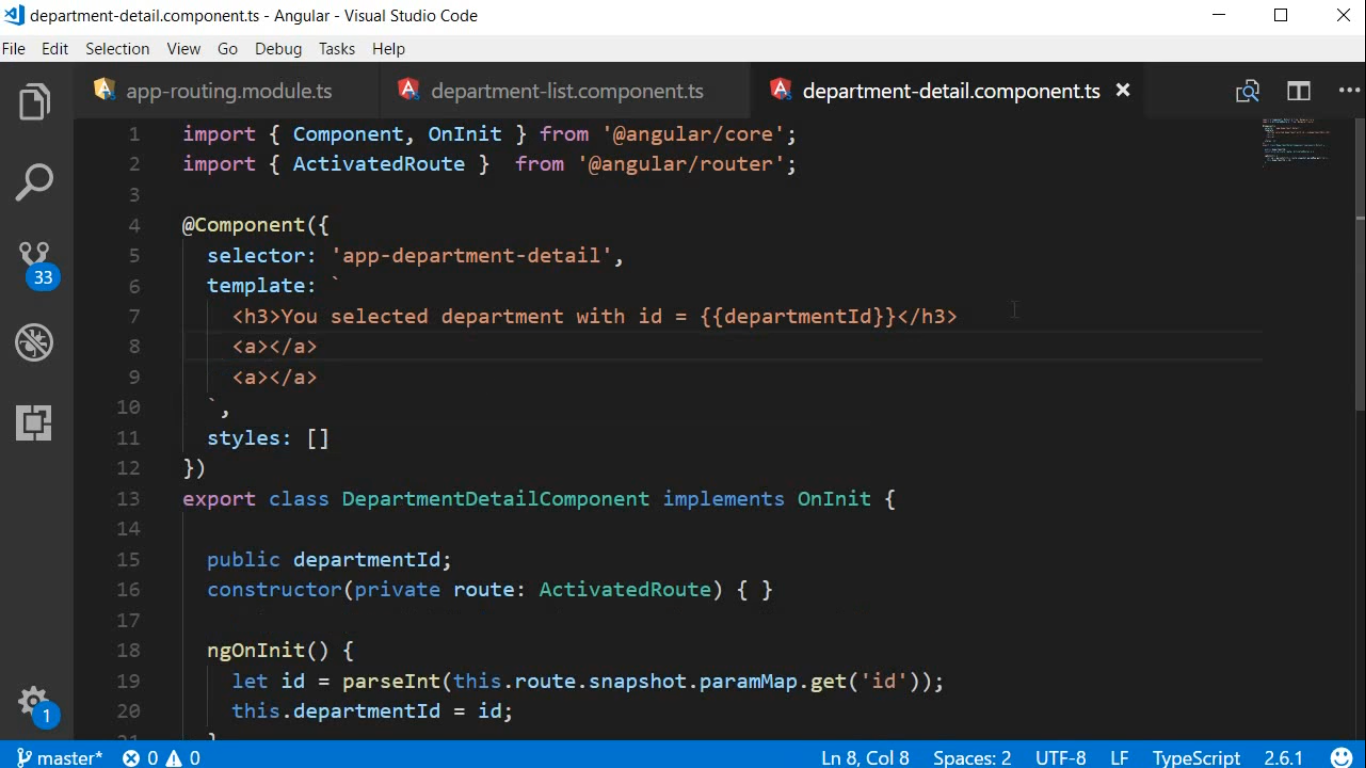 department-detail.component.ts - Angular - Visual Studio Code
File Edit Selection View Go Debug Tasks Help
app-routing.module.ts department-list.component.ts department-detail.component.ts
1 import { Component, OnInit } from '@angular/core';
2 import { ActivatedRoute }  from '@angular/router';
3
4 @Component({
5   selector: 'app-department-detail',
6   template: `
7     <h3>You selected department with id = {{departmentId}}</h3>
8     <a></a>
9     <a></a>
10   `,
11   styles: []
12 })
13 export class DepartmentDetailComponent implements OnInit {
14
15   public departmentId;
16   constructor(private route: ActivatedRoute) { }
17
18   ngOnInit() {
19     let id = parseInt(this.route.snapshot.paramMap.get('id'));
20     this.departmentId = id;
33
1
master* 0 0 Ln 8, Col 8 Spaces: 2 UTF-8 LF TypeScript 2.6.1